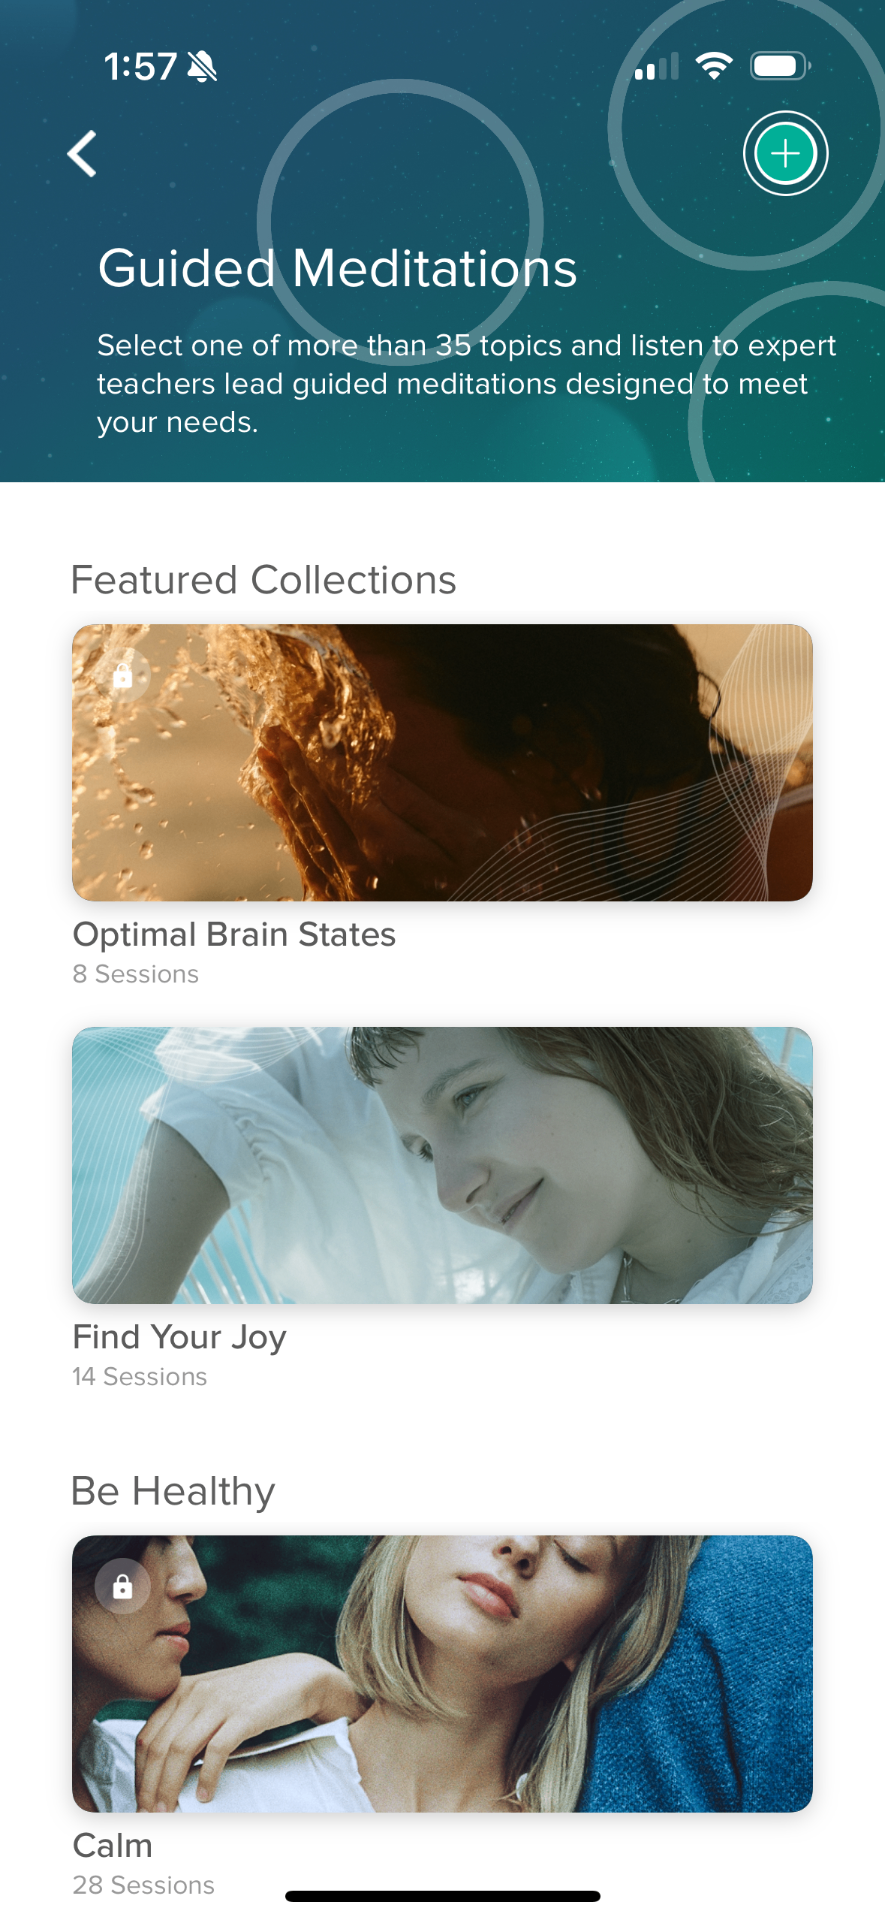 1:57
Guided Meditations
Select one of more than 35 topics and listen to expert
teachers lead guided meditations designed to meet
your needs.
Featured Collections
Optimal Brain States
8 Sessions
Find Your Joy
14 Sessions
Be Healthy
Calm
28 Sessions